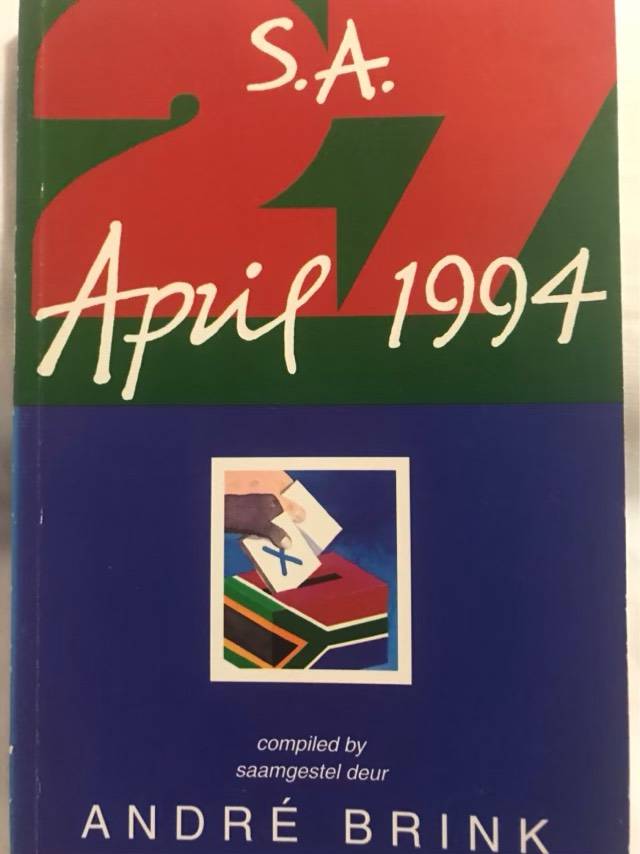 27
S.A.
April 1994
X
compiled by
saamgestel deur
ANDRÉ BRINK